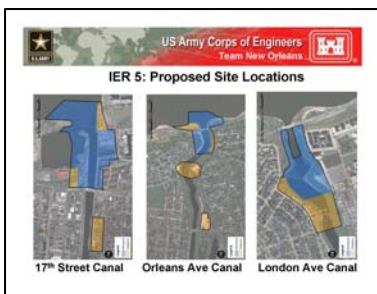 US Army Corps of Engineers
Team New Orleans
U.S. ARMY
IER 5: Proposed Site Locations
17th Street Canal
Orleans Ave Canal
London Ave Canal